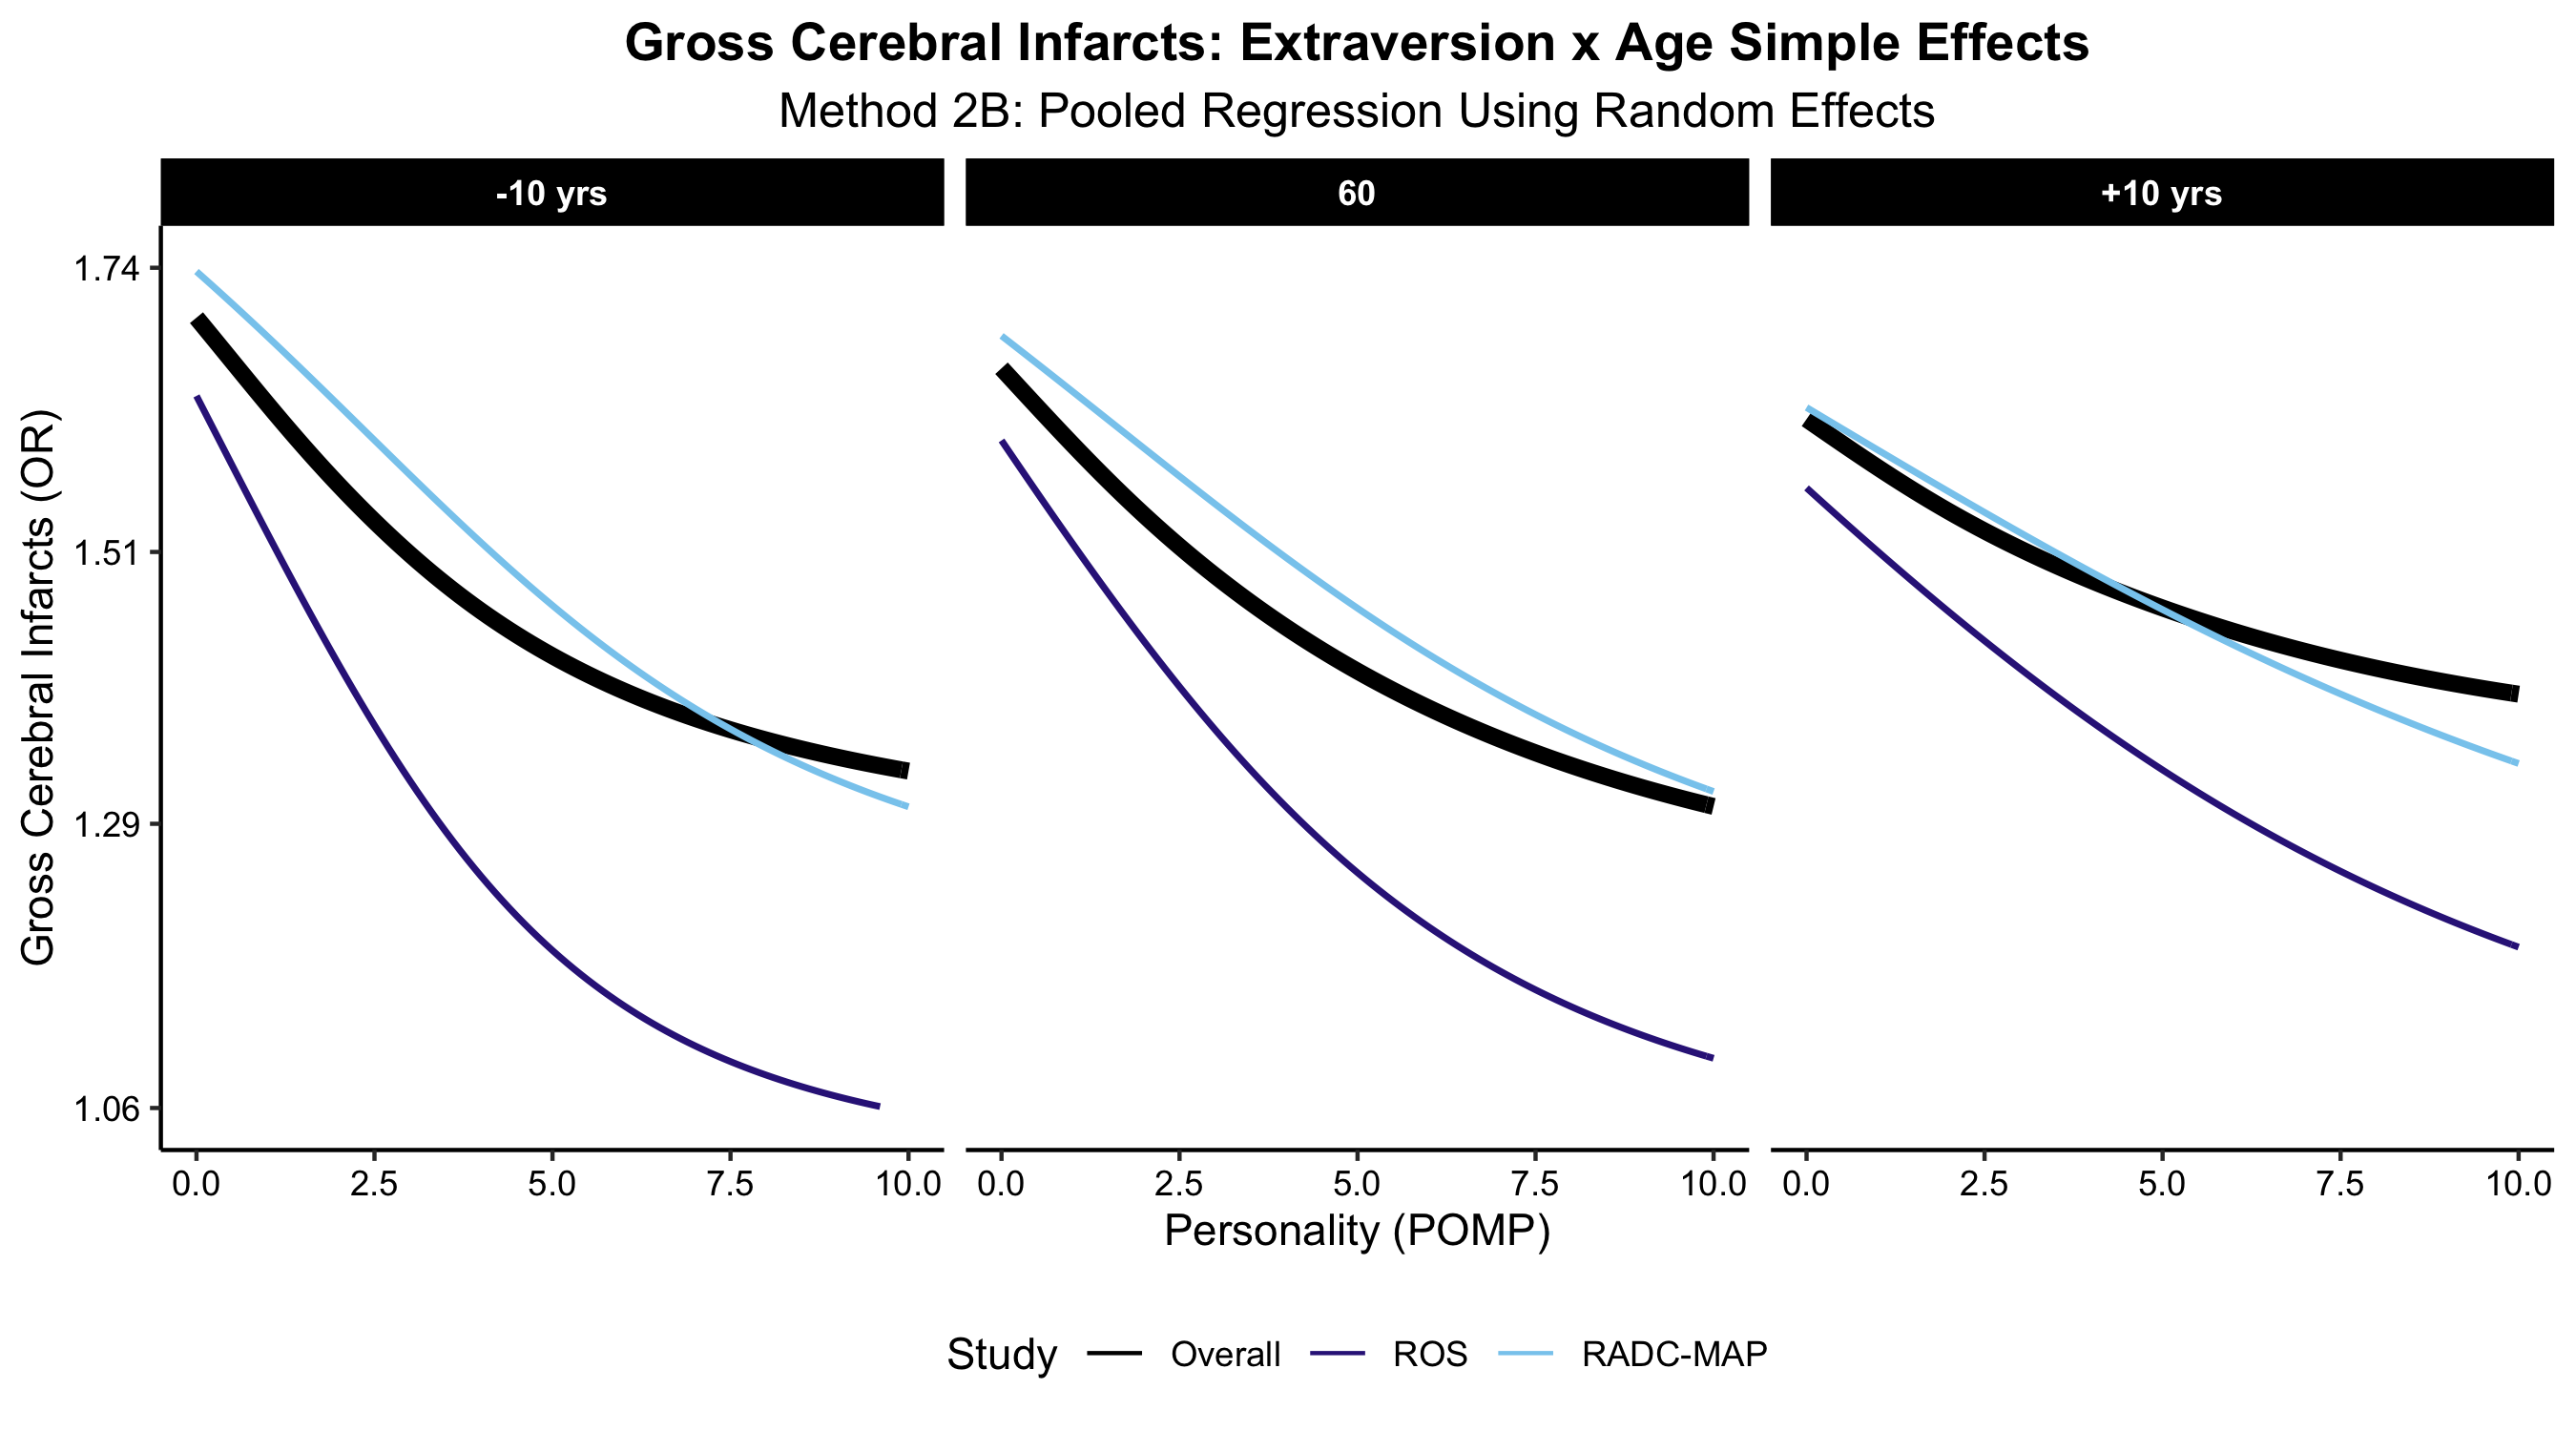 Gross Cerebral Infarcts: Extraversion x Age Simple Effects
Method 2B: Pooled Regression Using Random Effects
-10 yrs
60
+10 yrs
Gross Cerebral Infarcts (OR)
1.74
1.51
1.29
1.06
0.0 2.5 5.0 7.5 10.0
0.0 2.5 5.0 7.5 10.0
0.0 2.5 5.0 7.5 10.0
Personality (POMP)
Study Overall ROS RADC-MAP